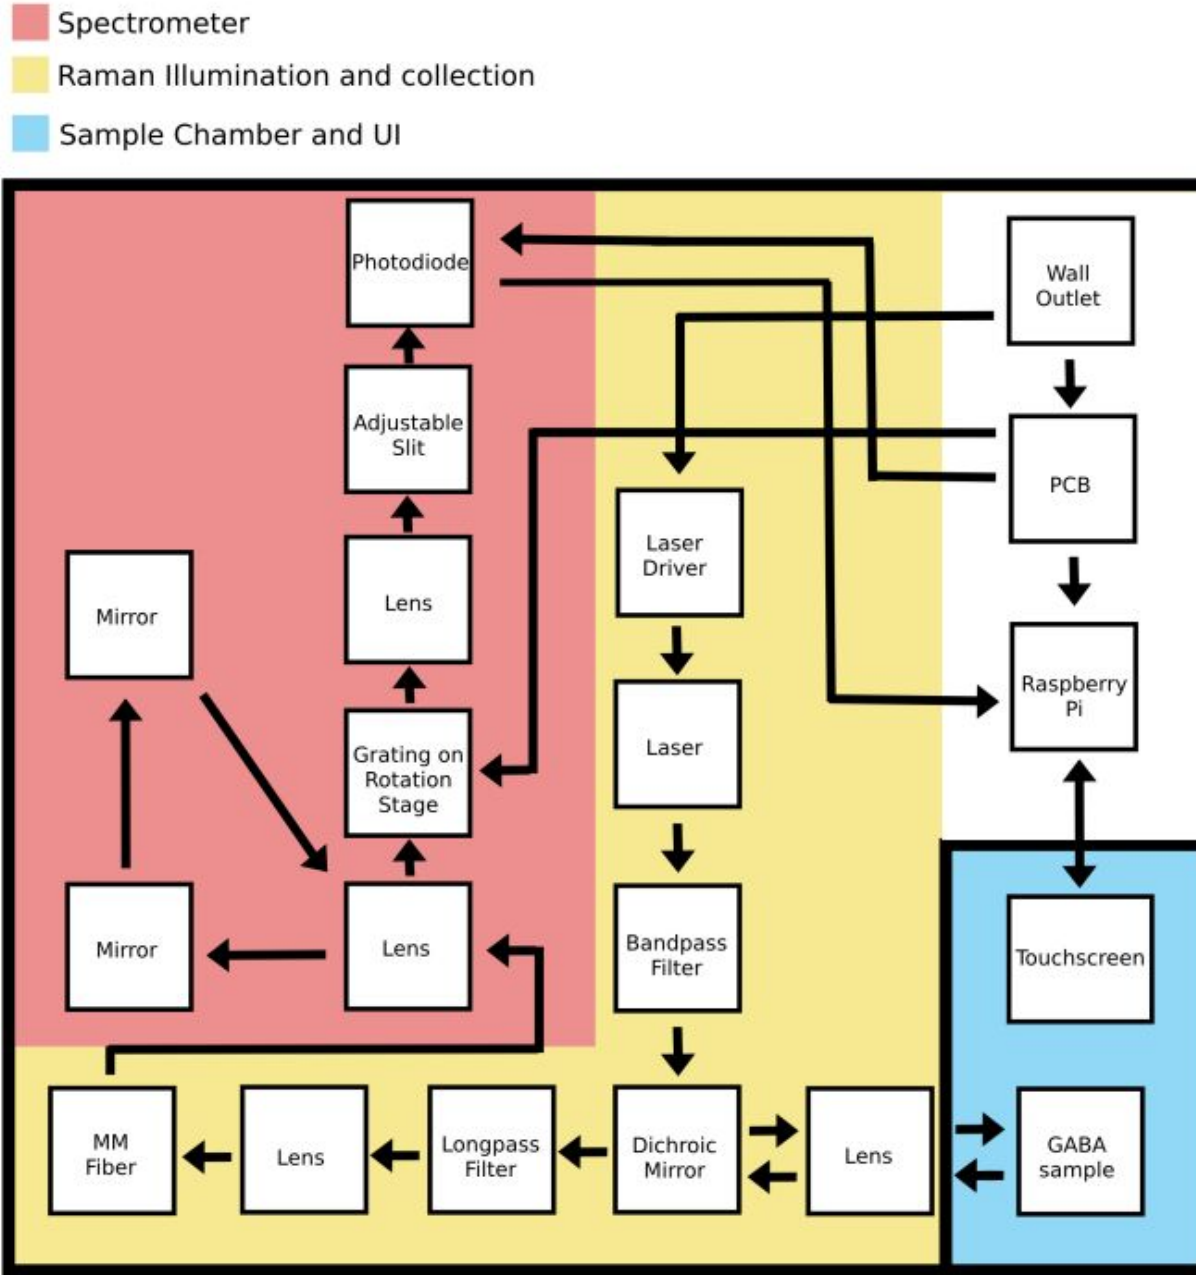 Spectrometer
Raman Illumination and collection
Sample Chamber and UI
Photodiode
Wall
Outlet
Adjustable
Slit
PCB
Laser
Driver
Mirror
Lens
Raspberry
Pi
Grating on
Rotation
Stage
Laser
Mirror
Lens
Bandpass
Filter
Touchscreen
MM
Fiber
Lens
Longpass
Filter
Dichroic
Mirror
Lens
GABA
sample